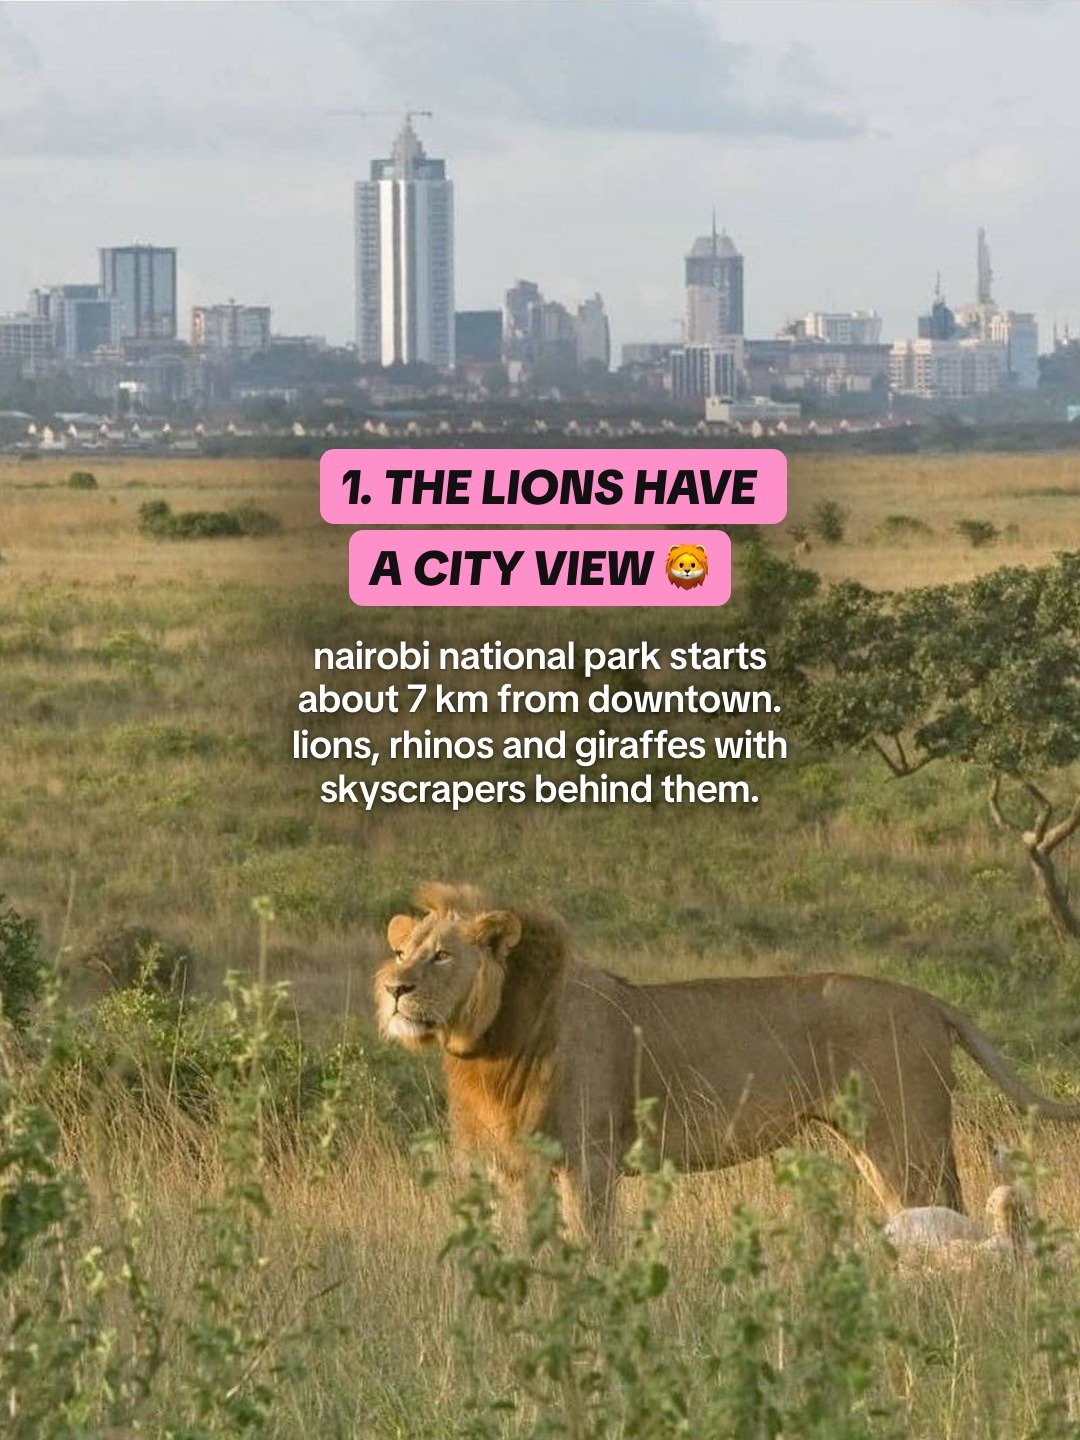 1. THE LIONS HAVE
A CITY VIEW 🦁
nairobi national park starts
about 7 km from downtown.
lions, rhinos and giraffes with
skyscrapers behind them.